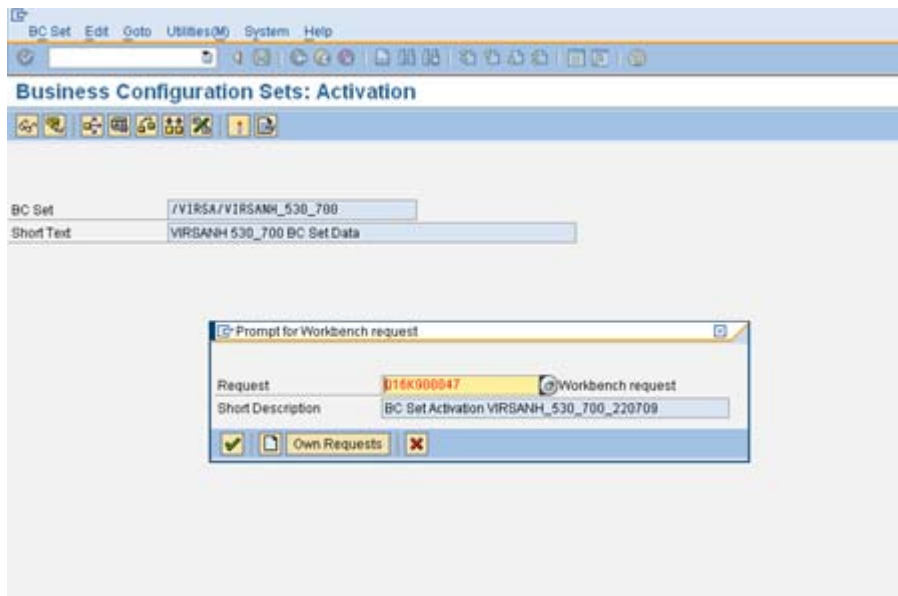 BC Set Edit Goto Utilities(M) System Help
Business Configuration Sets: Activation
BC Set /VIRSA/VIRSANH_530_700
Short Text VIRSANH 530_700 BC Set Data
Prompt for Workbench request
Request D16K900047 Workbench request
Short Description BC Set Activation VIRSANH_530_700_220709
Own Requests